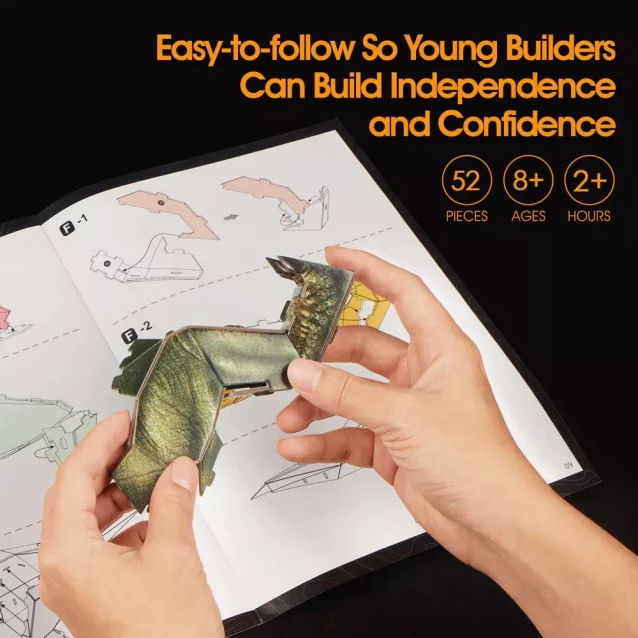 Easy-to-follow So Young Builders
Can Build Independence
and Confidence
52
8+
2+
PIECES
AGES
HOURS
F -1
F -2
09